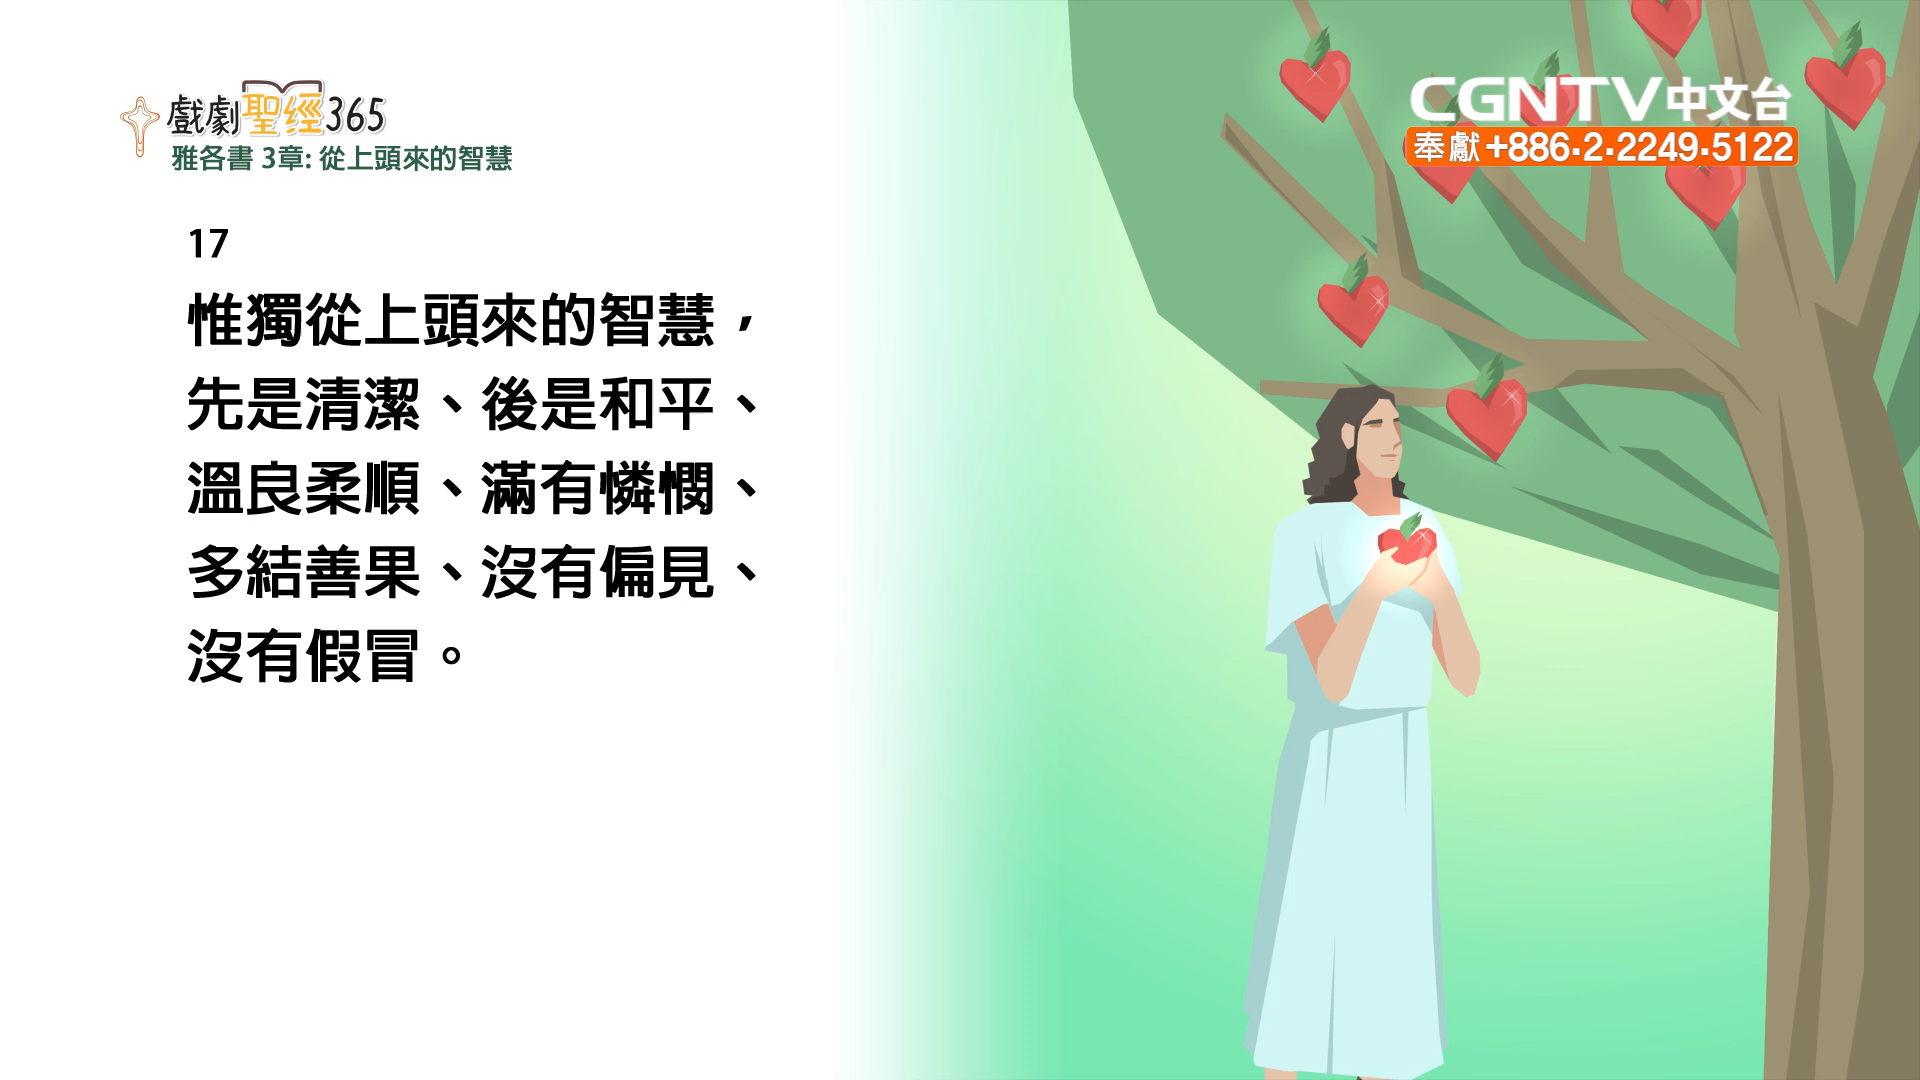 戲劇聖經365
雅各書 3章: 從上頭來的智慧
CGNTV中文台
奉獻 +886·2·2249·5122
17
惟獨從上頭來的智慧，
先是清潔、後是和平、
溫良柔順、滿有憐憫、
多結善果、沒有偏見、
沒有假冒。